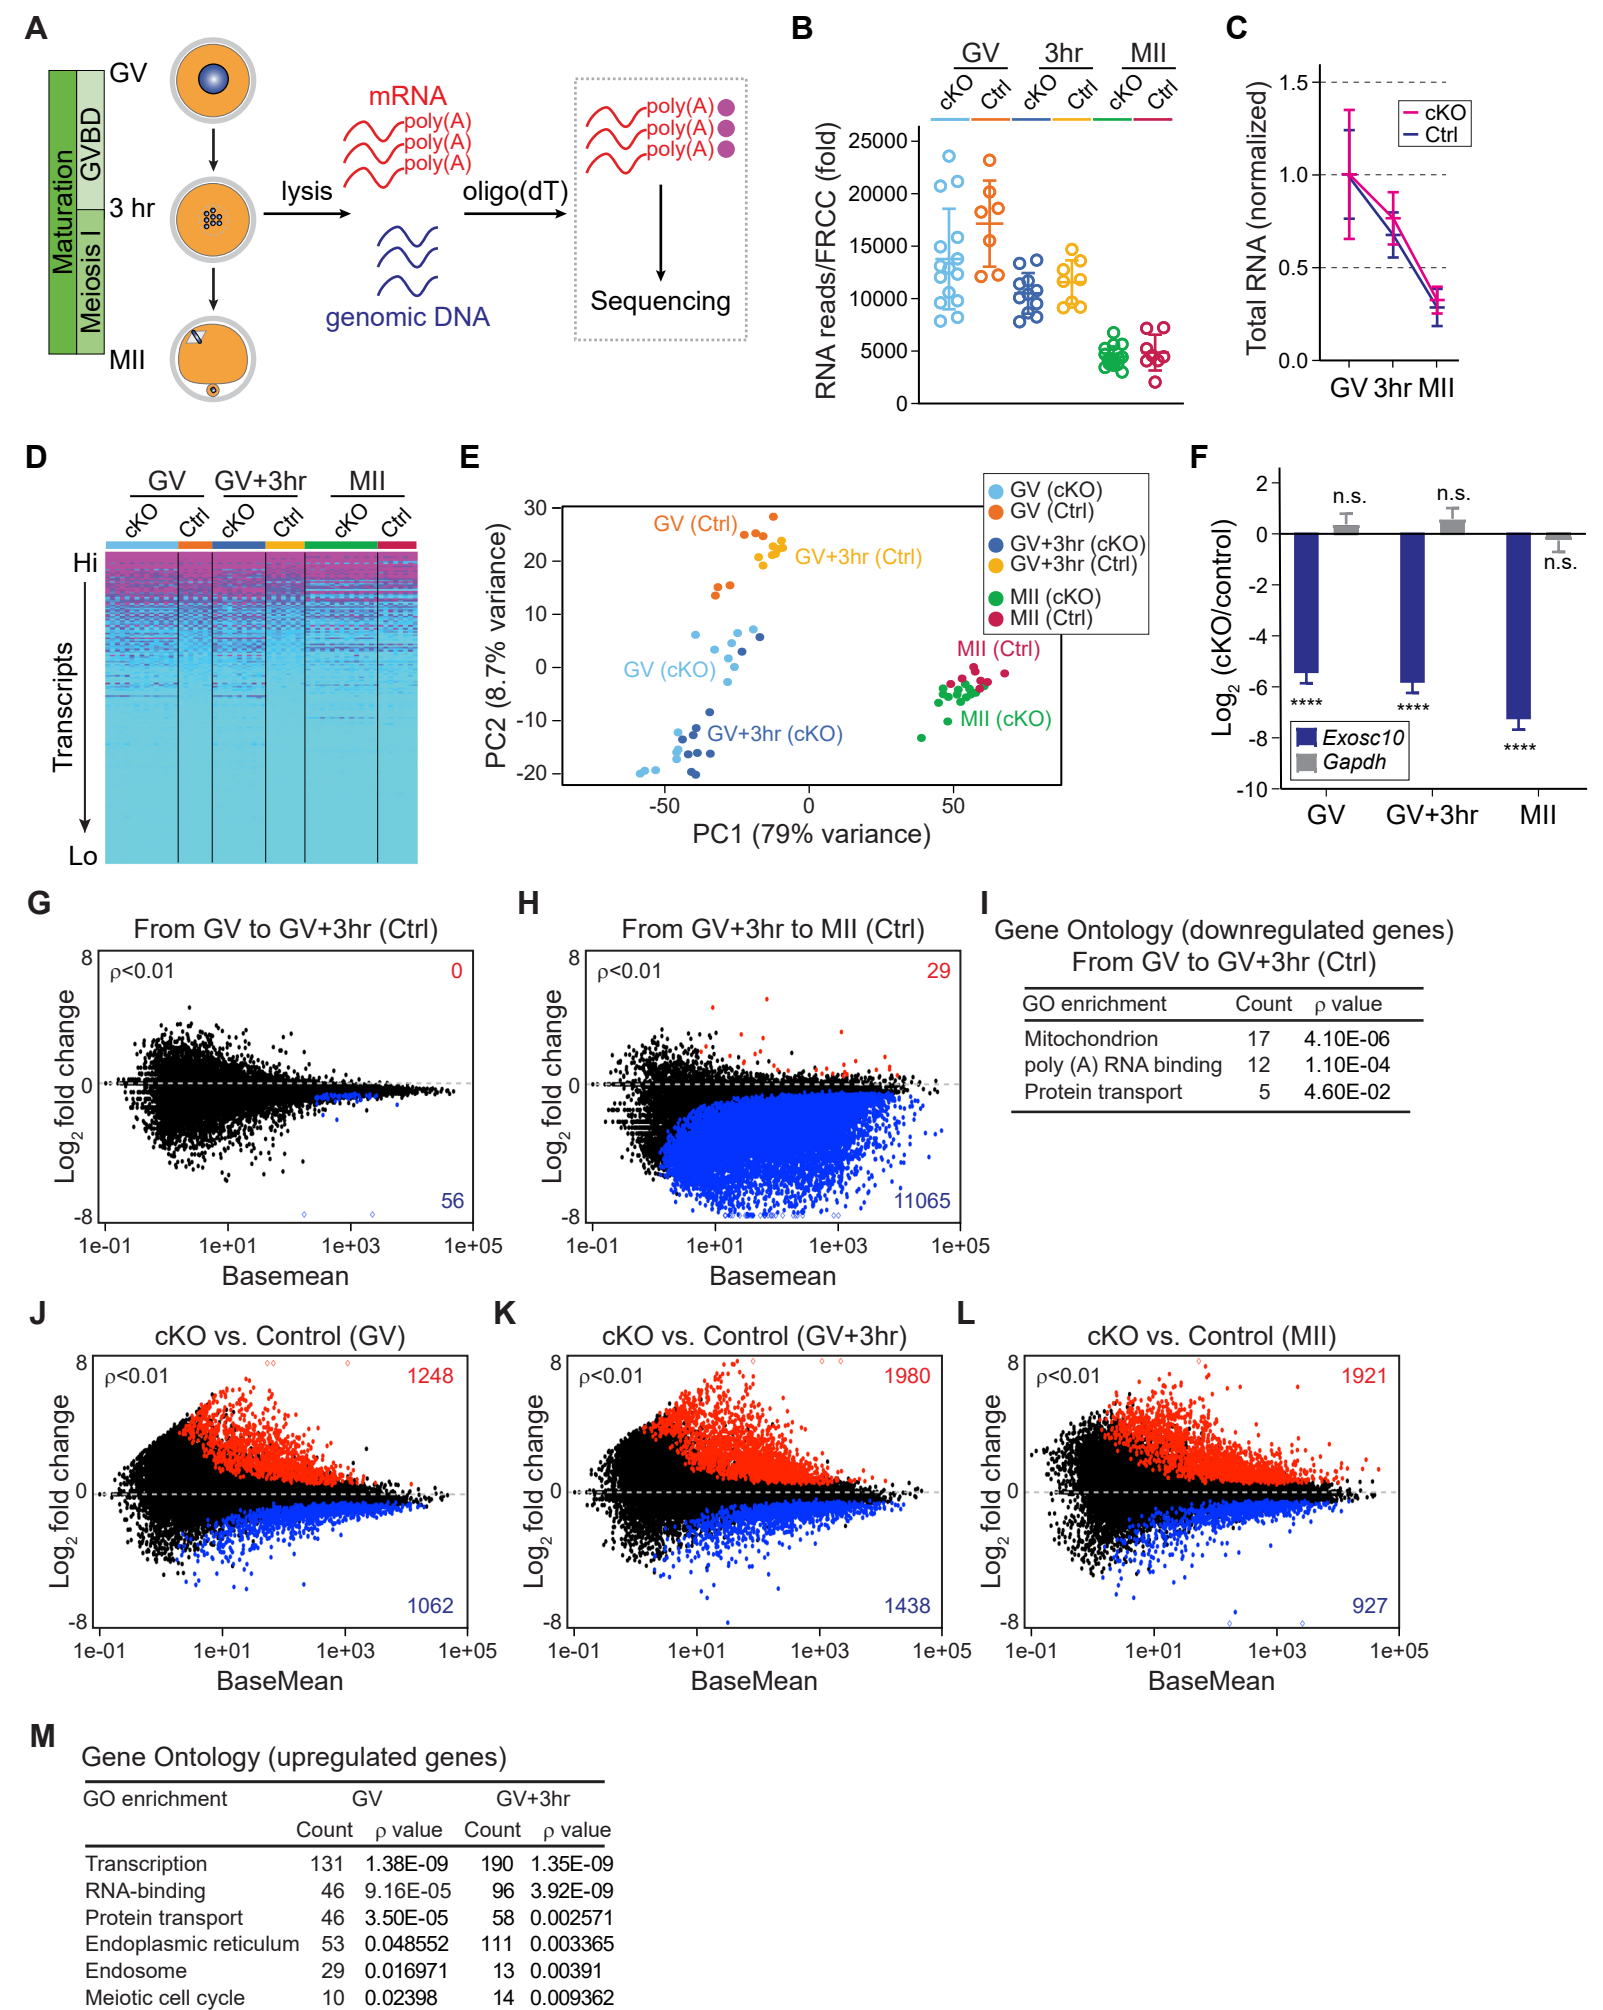 A
Maturation
GVBD
Meiosis I
GV
3 hr
MII
lysis
mRNA
poly(A)
poly(A)
poly(A)
genomic DNA
oligo(dT)
poly(A)
poly(A)
poly(A)
Sequencing
B
GV 3hr MII
cKO Ctrl cKO Ctrl cKO Ctrl
RNA reads/FRCC (fold)
25000
20000
15000
10000
5000
0
C
Total RNA (normalized)
1.5
1.0
0.5
0.0
cKO
Ctrl
GV 3hr MII
D
GV GV+3hr MII
cKO Ctrl cKO Ctrl cKO Ctrl
Hi
Transcripts
Lo
E
PC2 (8.7% variance)
30
20
10
0
-10
-20
GV (Ctrl)
GV+3hr (Ctrl)
GV (cKO)
GV+3hr (cKO)
MII (Ctrl)
MII (cKO)
GV (cKO)
GV (Ctrl)
GV+3hr (cKO)
GV+3hr (Ctrl)
MII (cKO)
MII (Ctrl)
-50 0 50
PC1 (79% variance)
F
Log2 (cKO/control)
2
0
-2
-4
-6
-8
-10
n.s.
n.s.
n.s.
****
****
****
Exosc10
Gapdh
GV GV+3hr MII
G
From GV to GV+3hr (Ctrl)
Log2 fold change
8
0
-8
ρ<0.01
0
56
1e-01 1e+01 1e+03 1e+05
Basemean
H
From GV+3hr to MII (Ctrl)
Log2 fold change
8
0
-8
ρ<0.01
29
11065
1e-01 1e+01 1e+03 1e+05
Basemean
I
Gene Ontology (downregulated genes)
From GV to GV+3hr (Ctrl)
GO enrichment Count ρ value
Mitochondrion 17 4.10E-06
poly (A) RNA binding 12 1.10E-04
Protein transport 5 4.60E-02
J
cKO vs. Control (GV)
Log2 fold change
8
0
-8
ρ<0.01
1248
1062
1e-01 1e+01 1e+03 1e+05
BaseMean
K
cKO vs. Control (GV+3hr)
Log2 fold change
8
0
-8
ρ<0.01
1980
1438
1e-01 1e+01 1e+03 1e+05
BaseMean
L
cKO vs. Control (MII)
Log2 fold change
8
0
-8
ρ<0.01
1921
927
1e-01 1e+01 1e+03 1e+05
BaseMean
M
Gene Ontology (upregulated genes)
GO enrichment GV GV+3hr
Count ρ value Count ρ value
Transcription 131 1.38E-09 190 1.35E-09
RNA-binding 46 9.16E-05 96 3.92E-09
Protein transport 46 3.50E-05 58 0.002571
Endoplasmic reticulum 53 0.048552 111 0.003365
Endosome 29 0.016971 13 0.00391
Meiotic cell cycle 10 0.02398 14 0.009362